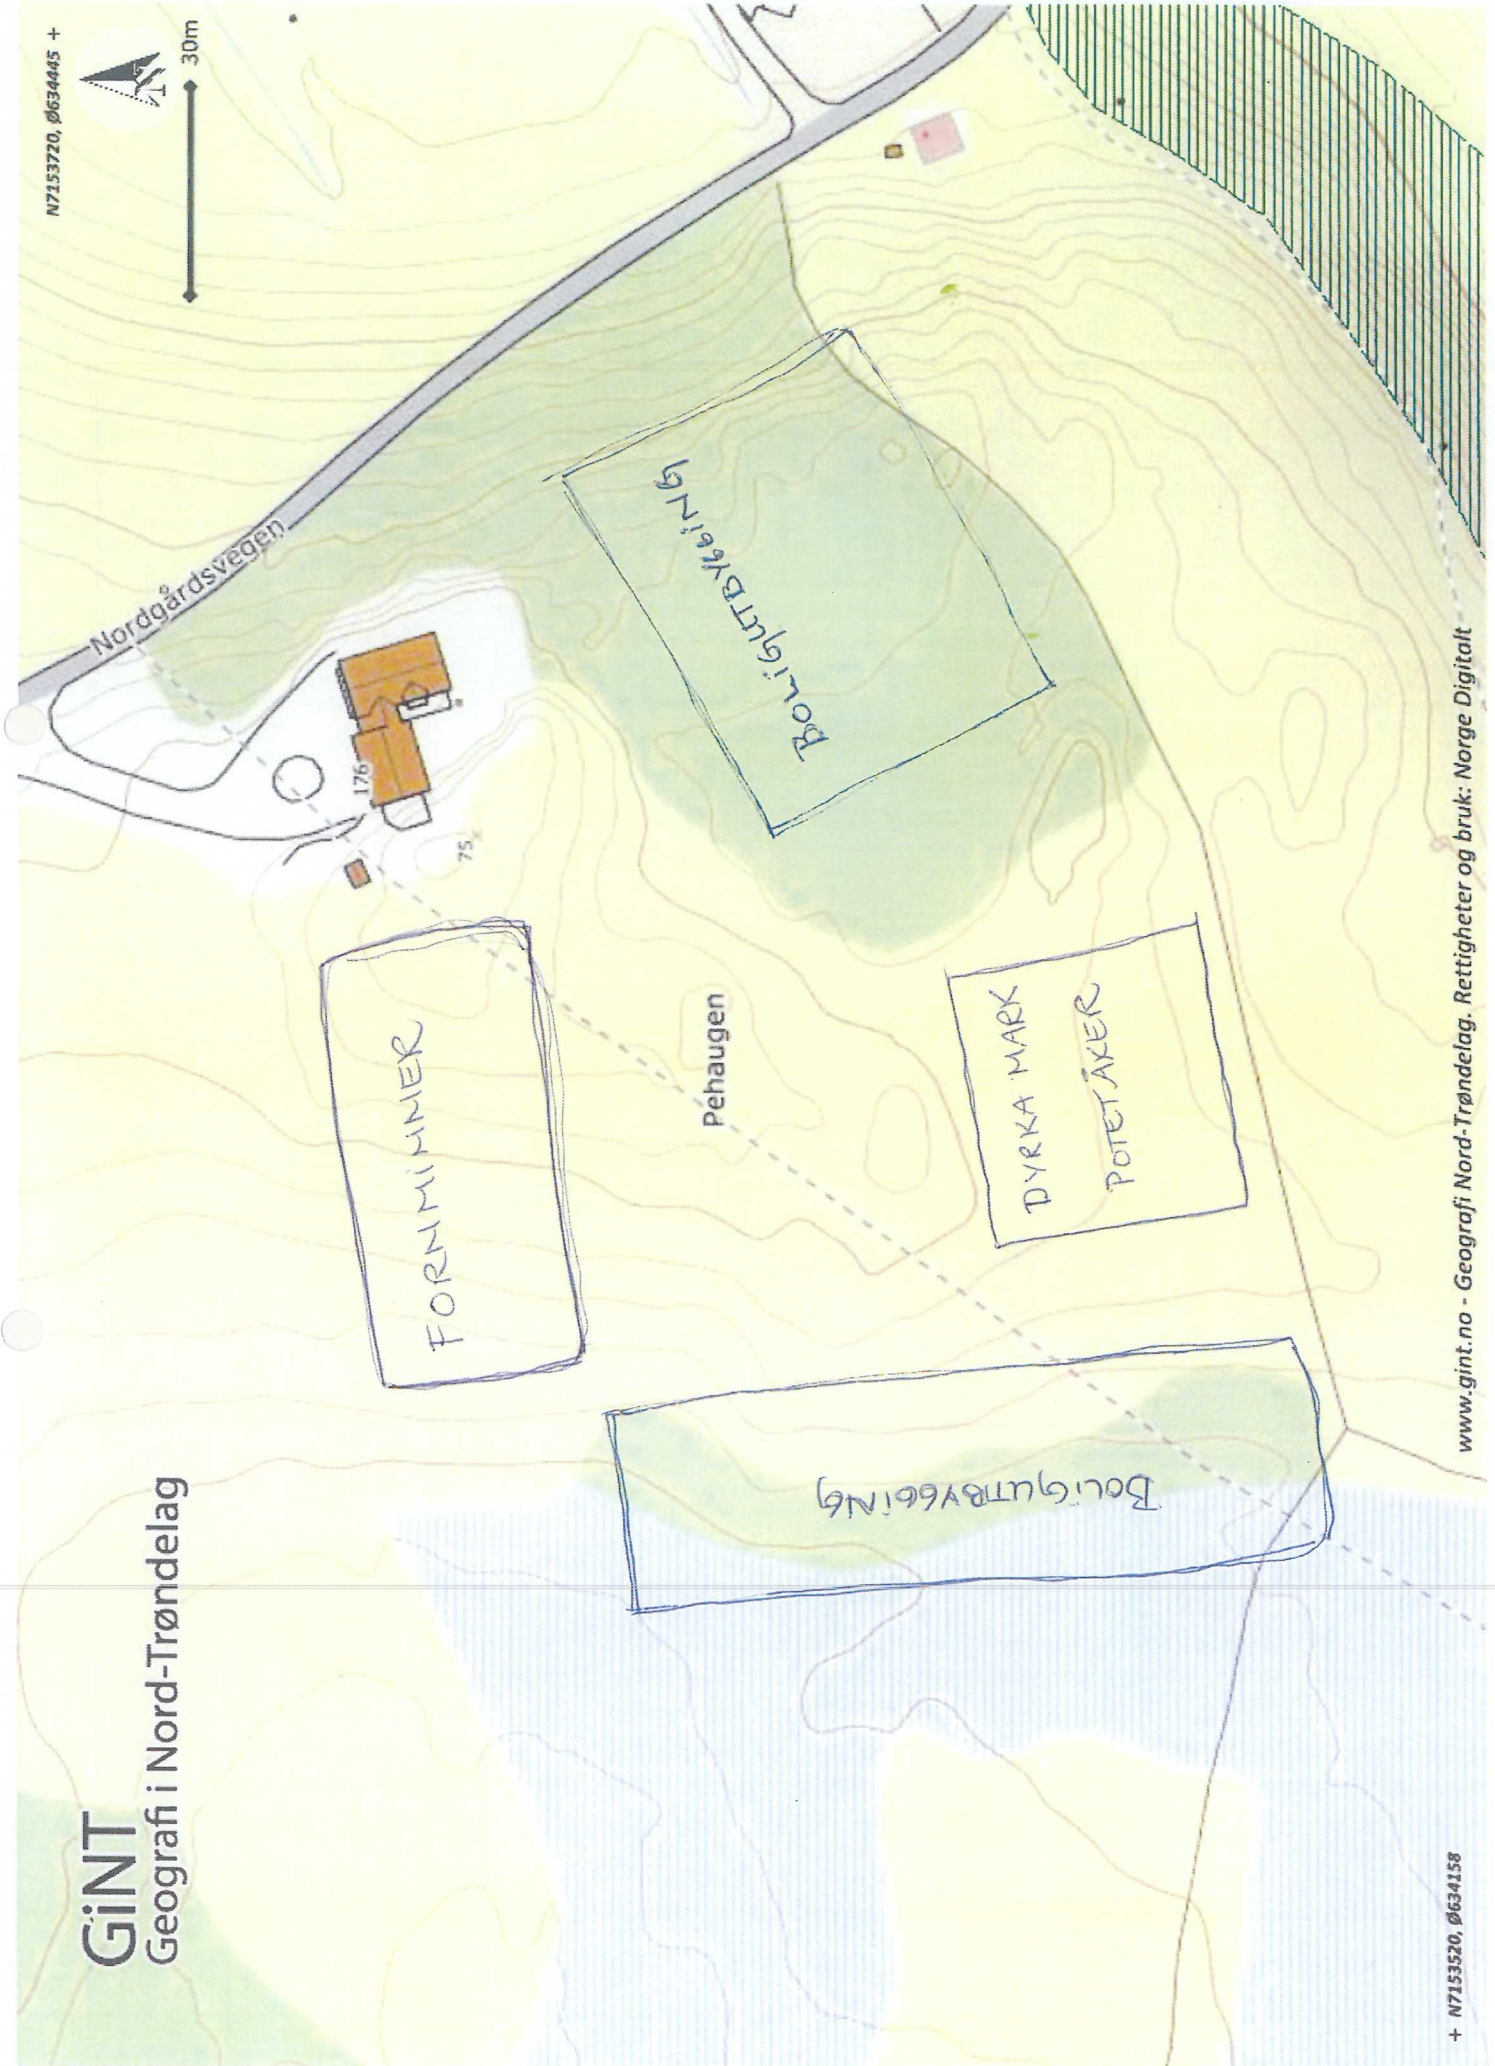 GiNT
Geografi i Nord-Trøndelag
N7153720, Ø634445 +
N
30m
Nordgårdsvegen
176
75
FORNMINNER
Pehaugen
BOLIGUTBYGGING
DYRKA MARK
POTETÅKER
BOLIGUTBYGGING
+ N7153520, Ø634158
www.gint.no - Geografi Nord-Trøndelag. Rettigheter og bruk: Norge Digitalt